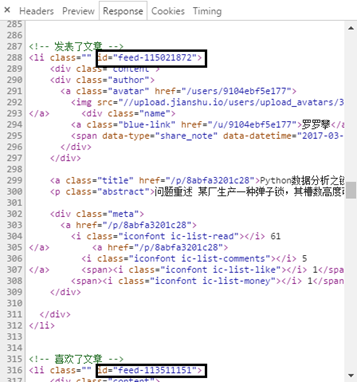 × Headers Preview Response Cookies Timing
285
286
287 <!-- 发表了文章 -->
288 <li class="" id="feed-115021872">
289 <div class="content">
290 <div class="author">
291 <a class="avatar" href="/users/9104ebf5e177">
292 <img src="//upload.jianshu.io/users/upload_avatars/3
293 </a> <div class="name">
294 <a class="blue-link" href="/u/9104ebf5e177">罗罗攀</a>
295 <span data-type="share_note" data-datetime="2017-03-
296 </div>
297 </div>
298
299 <a class="title" href="/p/8abfa3201c28">Python数据分析之
300 <p class="abstract">问题重述 某厂生产一种弹子锁，其槽数高度
301
302 <div class="meta">
303 <a href="/p/8abfa3201c28">
304 <i class="iconfont ic-list-read"></i> 61
305 </a> <a href="/p/8abfa3201c28">
306 <i class="iconfont ic-list-comments"></i> 5
307 </a> <span><i class="iconfont ic-list-like"></i> 1</
308 <span><i class="iconfont ic-list-money"></i> 1</
309 </div>
310
311 </div>
312 </li>
313
314
315 <!-- 喜欢了文章 -->
316 <li class="" id="feed-113511151">
317 <div class="content">